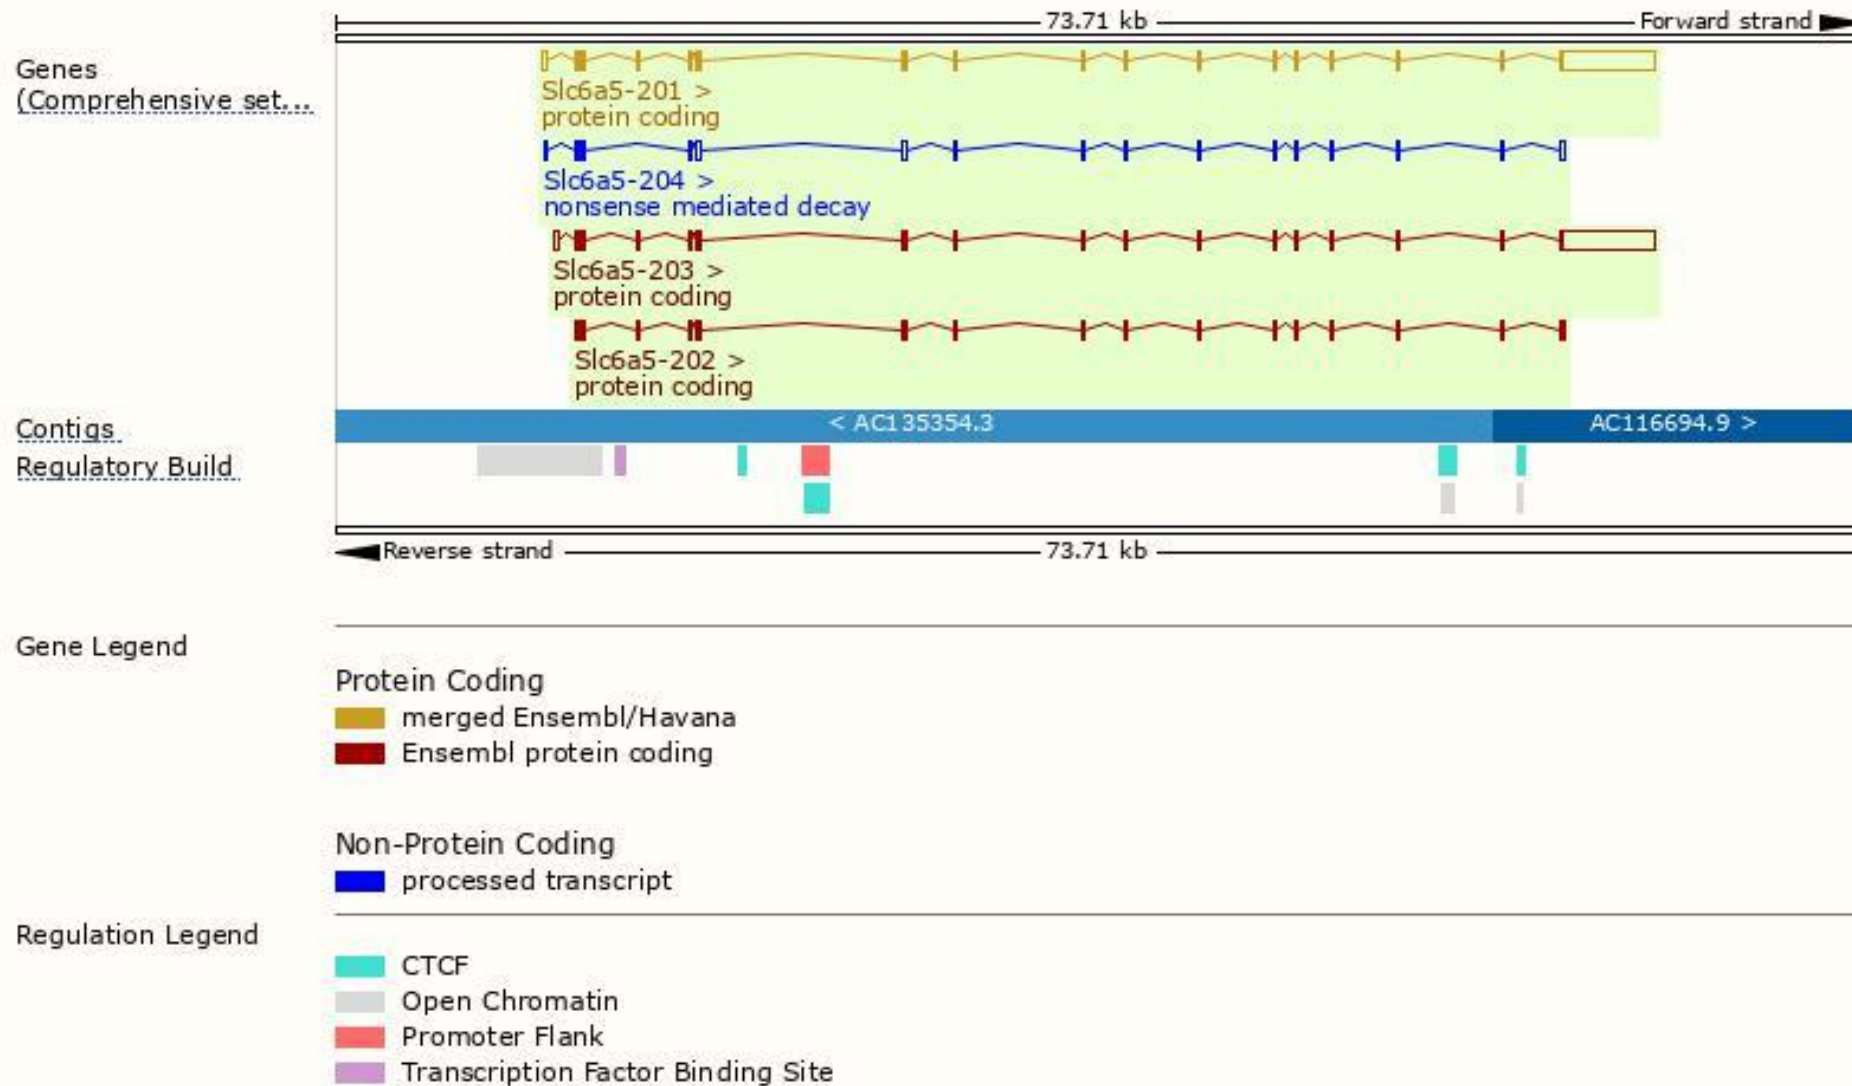 73.71 kb Forward strand
Genes
(Comprehensive set...
Slc6a5-201 >
protein coding
Slc6a5-204 >
nonsense mediated decay
Slc6a5-203 >
protein coding
Slc6a5-202 >
protein coding
Contigs
< AC135354.3 AC116694.9 >
Regulatory Build
Reverse strand 73.71 kb
Gene Legend
Protein Coding
merged Ensembl/Havana
Ensembl protein coding
Non-Protein Coding
processed transcript
Regulation Legend
CTCF
Open Chromatin
Promoter Flank
Transcription Factor Binding Site